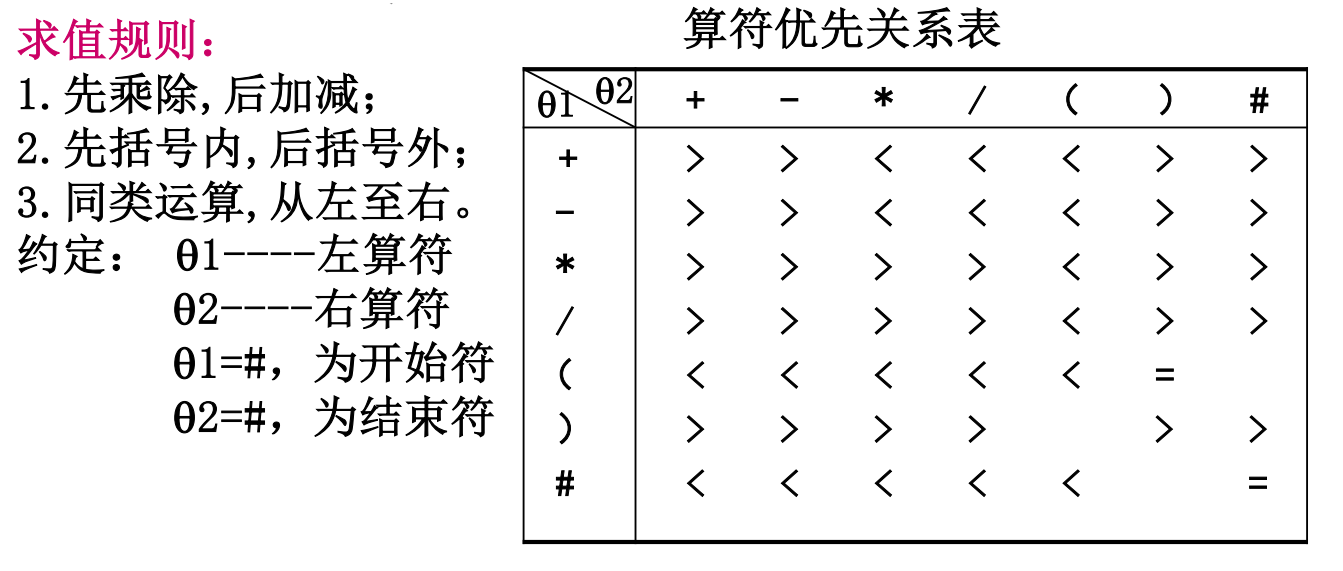 求值规则：
1.先乘除,后加减；
2.先括号内,后括号外；
3.同类运算,从左至右。
约定： θ1----左算符
θ2----右算符
θ1=#，为开始符
θ2=#，为结束符
算符优先关系表
θ1 θ2 + - * / ( ) #
+ > > < < < > >
- > > < < < > >
* > > > > < > >
/ > > > > < > >
( < < < < < =
) > > > > > >
# < < < < < =